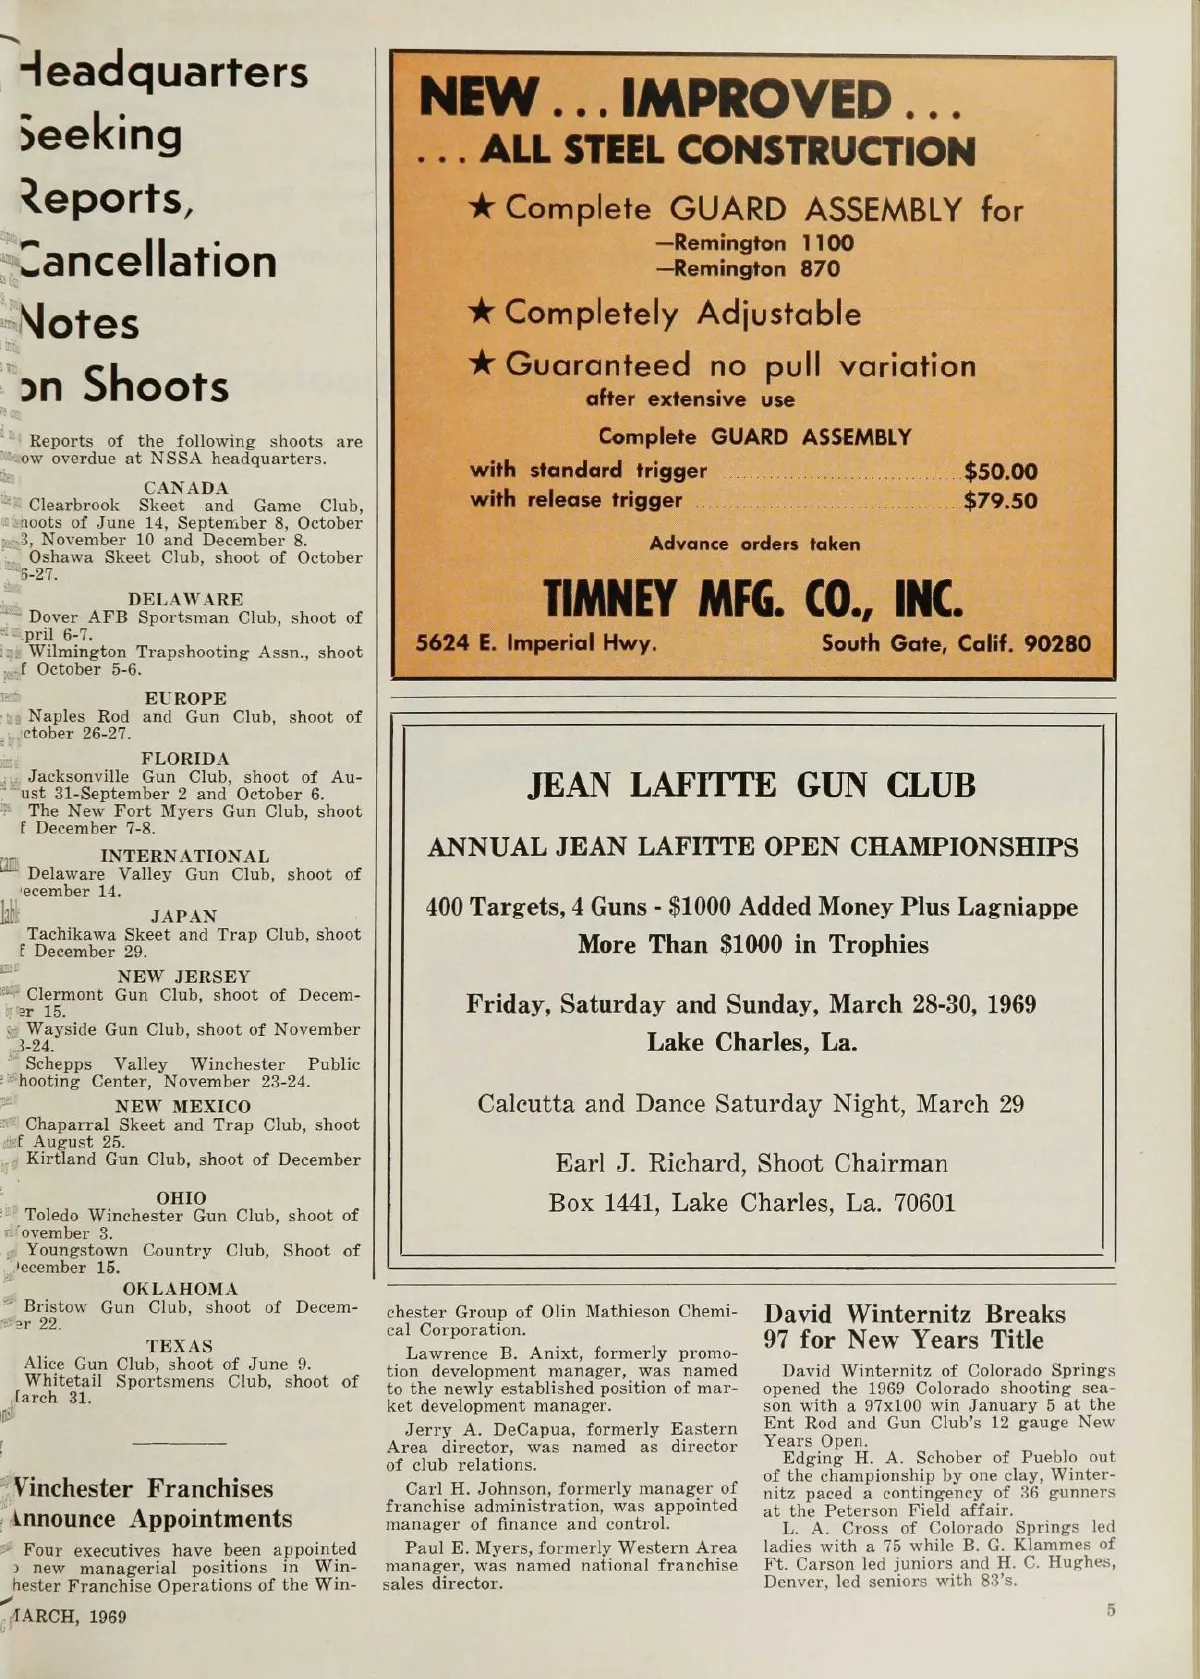 Headquarters
Seeking
Reports,
Cancellation
Notes
on Shoots
Reports of the following shoots are
ow overdue at NSSA headquarters.
CANADA
Clearbrook Skeet and Game Club,
hoots of June 14, September 8, October
3, November 10 and December 8.
Oshawa Skeet Club, shoot of October
6-27.
DELAWARE
Dover AFB Sportsman Club, shoot of
pril 6-7.
Wilmington Trapshooting Assn., shoot
f October 5-6.
EUROPE
Naples Rod and Gun Club, shoot of
ctober 26-27.
FLORIDA
Jacksonville Gun Club, shoot of Au-
ust 31-September 2 and October 6.
The New Fort Myers Gun Club, shoot
f December 7-8.
INTERNATIONAL
Delaware Valley Gun Club, shoot of
ecember 14.
JAPAN
Tachikawa Skeet and Trap Club, shoot
f December 29.
NEW JERSEY
Clermont Gun Club, shoot of Decem-
er 15.
Wayside Gun Club, shoot of November
3-24.
Schepps Valley Winchester Public
hooting Center, November 23-24.
NEW MEXICO
Chaparral Skeet and Trap Club, shoot
f August 25.
Kirtland Gun Club, shoot of December
OHIO
Toledo Winchester Gun Club, shoot of
ovember 3.
Youngstown Country Club, Shoot of
ecember 15.
OKLAHOMA
Bristow Gun Club, shoot of Decem-
er 22.
TEXAS
Alice Gun Club, shoot of June 9.
Whitetail Sportsmens Club, shoot of
arch 31.
Winchester Franchises
Announce Appointments
Four executives have been appointed
o new managerial positions in Win-
hester Franchise Operations of the Win-
MARCH, 1969
NEW ... IMPROVED ...
... ALL STEEL CONSTRUCTION
★ Complete GUARD ASSEMBLY for
—Remington 1100
—Remington 870
★ Completely Adjustable
★ Guaranteed no pull variation
after extensive use
Complete GUARD ASSEMBLY
with standard trigger ........ $50.00
with release trigger ........ $79.50
Advance orders taken
TIMNEY MFG. CO., INC.
5624 E. Imperial Hwy. South Gate, Calif. 90280
JEAN LAFITTE GUN CLUB
ANNUAL JEAN LAFITTE OPEN CHAMPIONSHIPS
400 Targets, 4 Guns - $1000 Added Money Plus Lagniappe
More Than $1000 in Trophies
Friday, Saturday and Sunday, March 28-30, 1969
Lake Charles, La.
Calcutta and Dance Saturday Night, March 29
Earl J. Richard, Shoot Chairman
Box 1441, Lake Charles, La. 70601
chester Group of Olin Mathieson Chemi-
cal Corporation.
Lawrence B. Anixt, formerly promo-
tion development manager, was named
to the newly established position of mar-
ket development manager.
Jerry A. DeCapua, formerly Eastern
Area director, was named as director
of club relations.
Carl H. Johnson, formerly manager of
franchise administration, was appointed
manager of finance and control.
Paul E. Myers, formerly Western Area
manager, was named national franchise
sales director.
David Winternitz Breaks
97 for New Years Title
David Winternitz of Colorado Springs
opened the 1969 Colorado shooting sea-
son with a 97x100 win January 5 at the
Ent Rod and Gun Club's 12 gauge New
Years Open.
Edging H. A. Schober of Pueblo out
of the championship by one clay, Winter-
nitz paced a contingency of 36 gunners
at the Peterson Field affair.
L. A. Cross of Colorado Springs led
ladies with a 75 while B. G. Klammes of
Ft. Carson led juniors and H. C. Hughes,
Denver, led seniors with 83's.
5